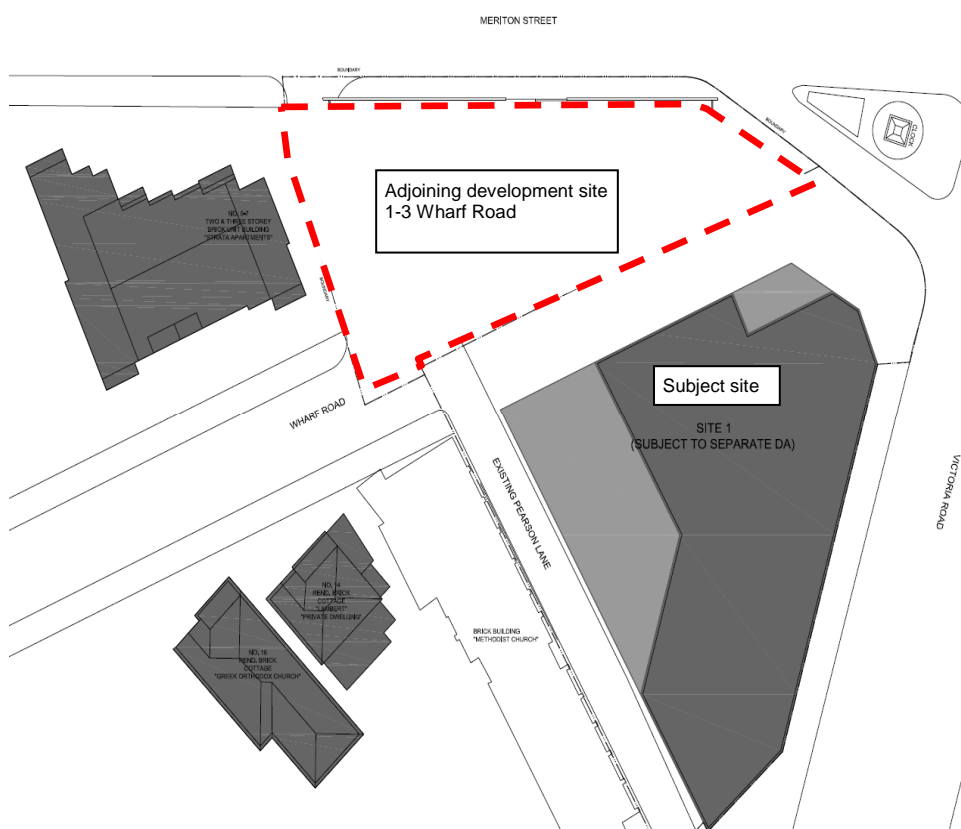 MERITON STREET
BOUNDARY
BOUNDARY
CLOCK
Adjoining development site
1-3 Wharf Road
NO. 5-7
TWO & THREE STOREY
BRICK UNIT BUILDING
"STRATA APARTMENTS"
BOUNDARY
Subject site
WHARF ROAD
SITE 1
(SUBJECT TO SEPARATE DA)
EXISTING PEARSON LANE
VICTORIA ROAD
NO. 14
REND. BRICK
COTTAGE
"LAMBERT"
"PRIVATE DWELLING"
BRICK BUILDING
"METHODIST CHURCH"
NO. 16
REND. BRICK
COTTAGE
"GREEK ORTHODOX CHURCH"